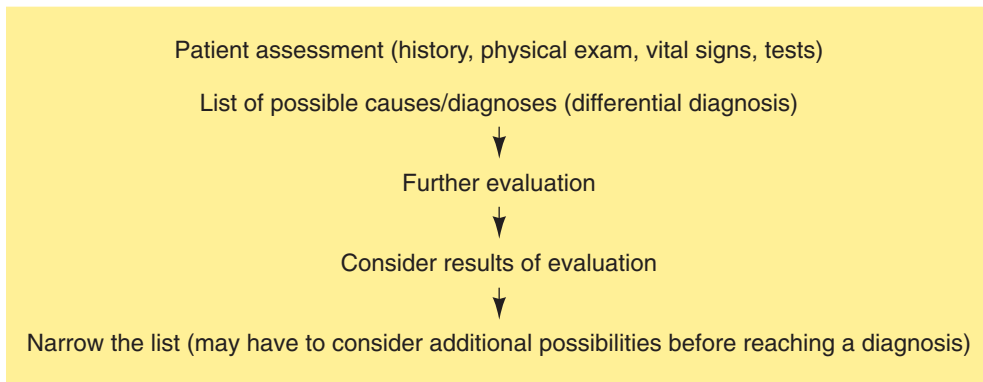 Patient assessment (history, physical exam, vital signs, tests)
List of possible causes/diagnoses (differential diagnosis)
Further evaluation
Consider results of evaluation
Narrow the list (may have to consider additional possibilities before reaching a diagnosis)